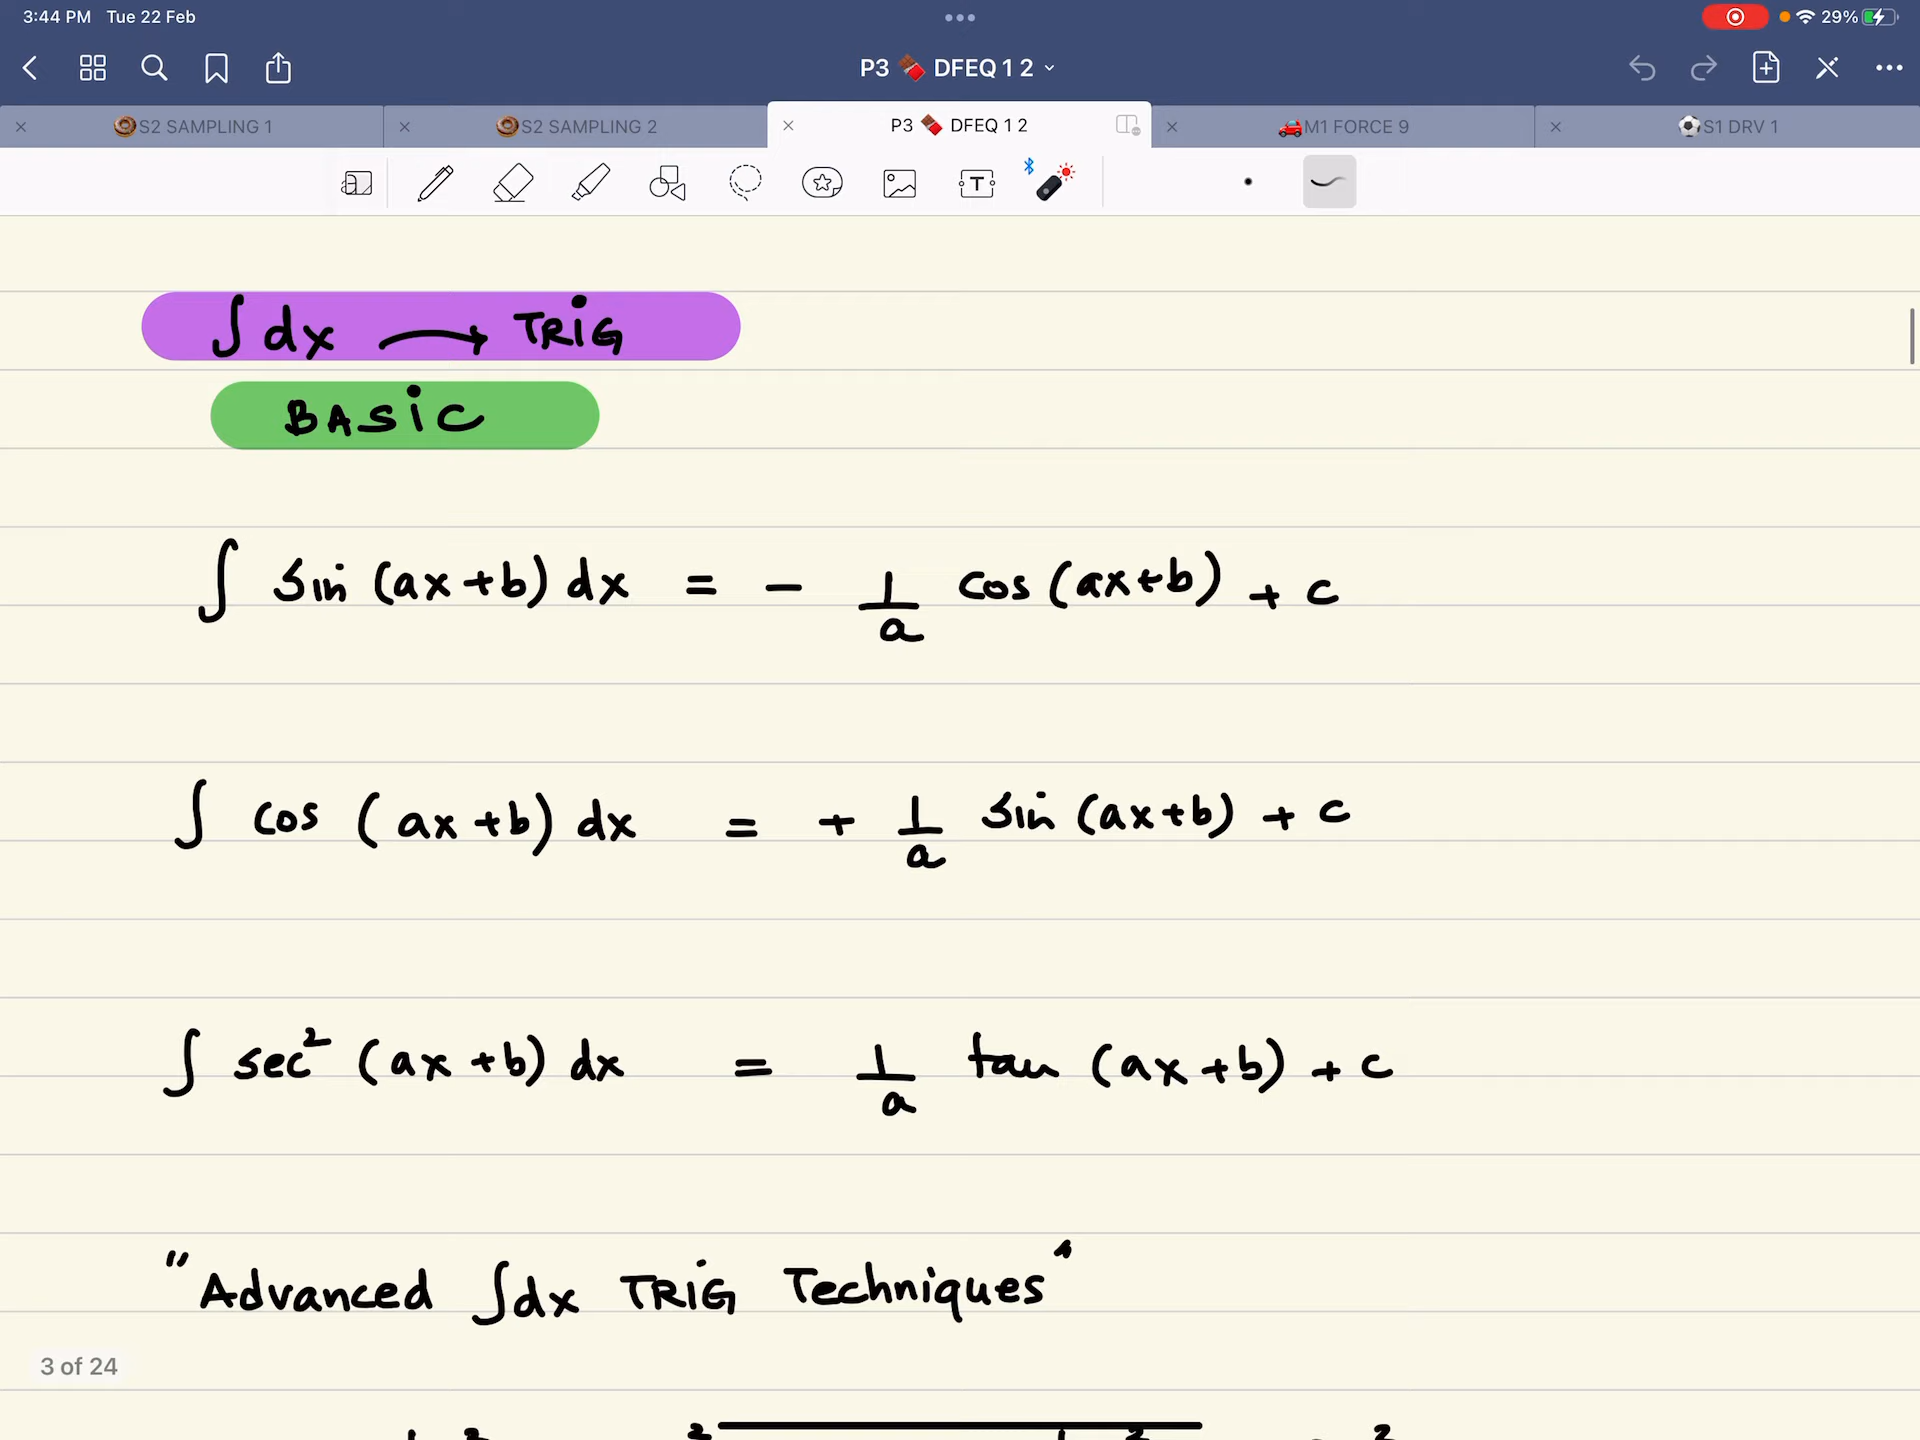 3:44 PM Tue 22 Feb
29%
P3 🍫 DFEQ 1 2
S2 SAMPLING 1
S2 SAMPLING 2
P3 🍫 DFEQ 1 2
M1 FORCE 9
S1 DRV 1
∫ dx → TRiG
BASiC
∫ sin (ax+b) dx = - 1/a cos (ax+b) + c
∫ cos (ax+b) dx = + 1/a sin (ax+b) + c
∫ sec² (ax+b) dx = 1/a tan (ax+b) + c
"Advanced ∫dx TRiG Techniques"
3 of 24